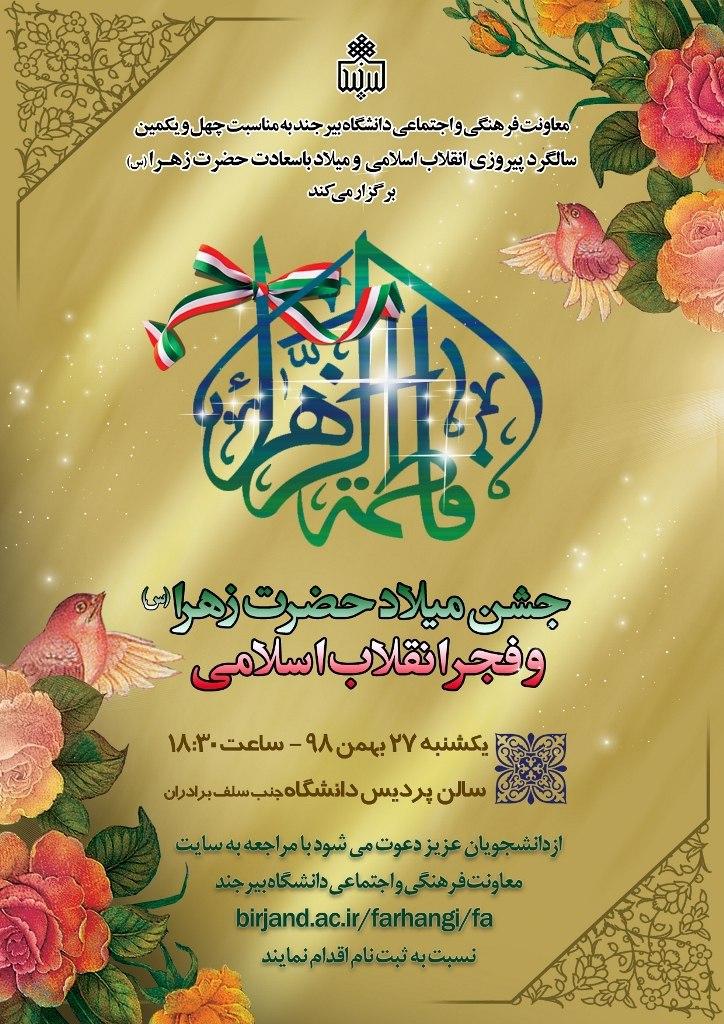 معاونت فرهنگی و اجتماعی دانشگاه بیرجند به مناسبت چهل و یکمین
سالگرد پیروزی انقلاب اسلامی و میلاد باسعادت حضرت زهـرا (س)
برگزار می‌کند
فاطمة الزهراء
جشن میلاد حضرت زهرا (س)
و فجر انقلاب اسلامی
یکشنبه ۲۷ بهمن ۹۸ - ساعت ۱۸:۳۰
سالن پردیس دانشگاه جنب سلف برادران
از دانشجویان عزیز دعوت می شود با مراجعه به سایت
معاونت فرهنگی و اجتماعی دانشگاه بیرجند
birjand.ac.ir/farhangi/fa
نسبت به ثبت نام اقدام نمایند